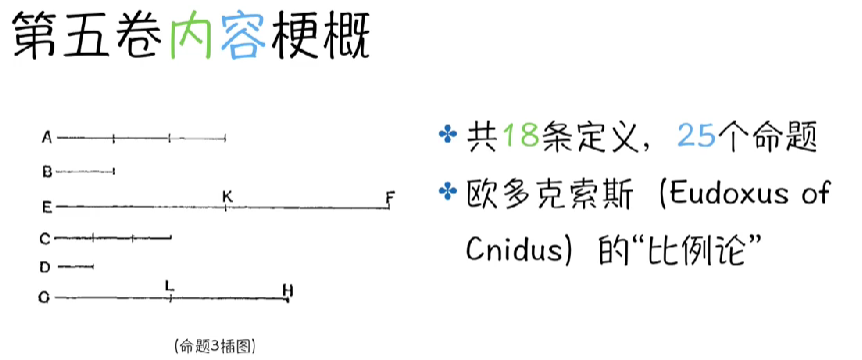 第五卷内容梗概
A
B
E K F
C
D
G L H
(命题3插图)
❖ 共18条定义，25个命题
❖ 欧多克索斯（Eudoxus of
Cnidus）的“比例论”